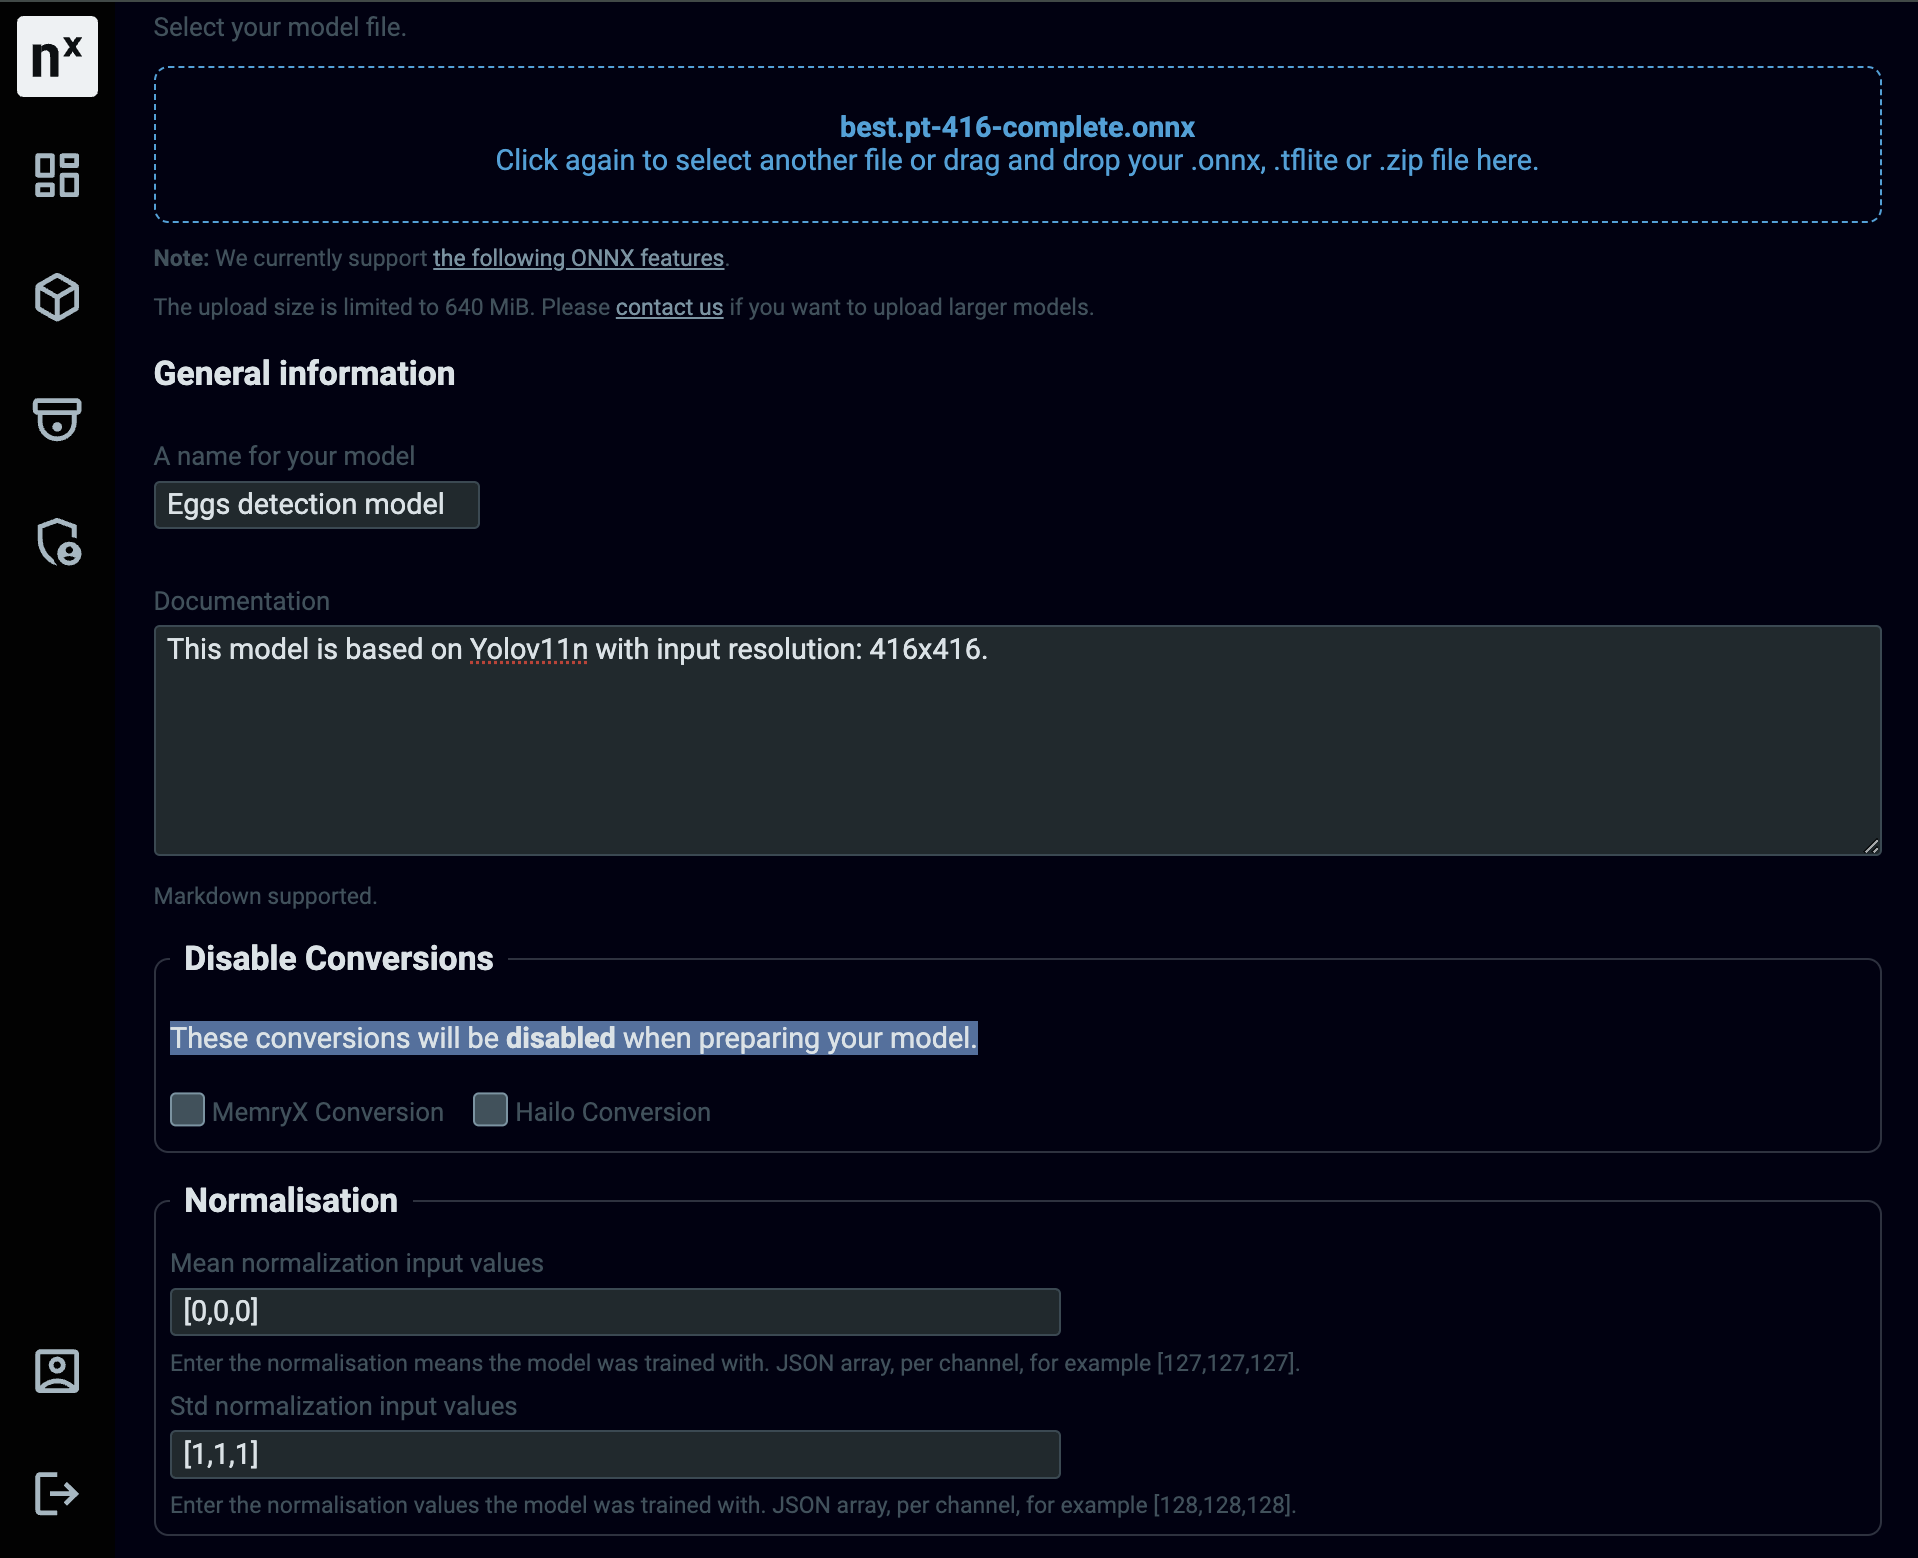 Select your model file.
nx
best.pt-416-complete.onnx
Click again to select another file or drag and drop your .onnx, .tflite or .zip file here.
Note: We currently support the following ONNX features.
The upload size is limited to 640 MiB. Please contact us if you want to upload larger models.
General information
A name for your model
Eggs detection model
Documentation
This model is based on Yolov11n with input resolution: 416x416.
Markdown supported.
Disable Conversions
These conversions will be disabled when preparing your model.
MemryX Conversion Hailo Conversion
Normalisation
Mean normalization input values
[0,0,0]
Enter the normalisation means the model was trained with. JSON array, per channel, for example [127,127,127].
Std normalization input values
[1,1,1]
Enter the normalisation values the model was trained with. JSON array, per channel, for example [128,128,128].